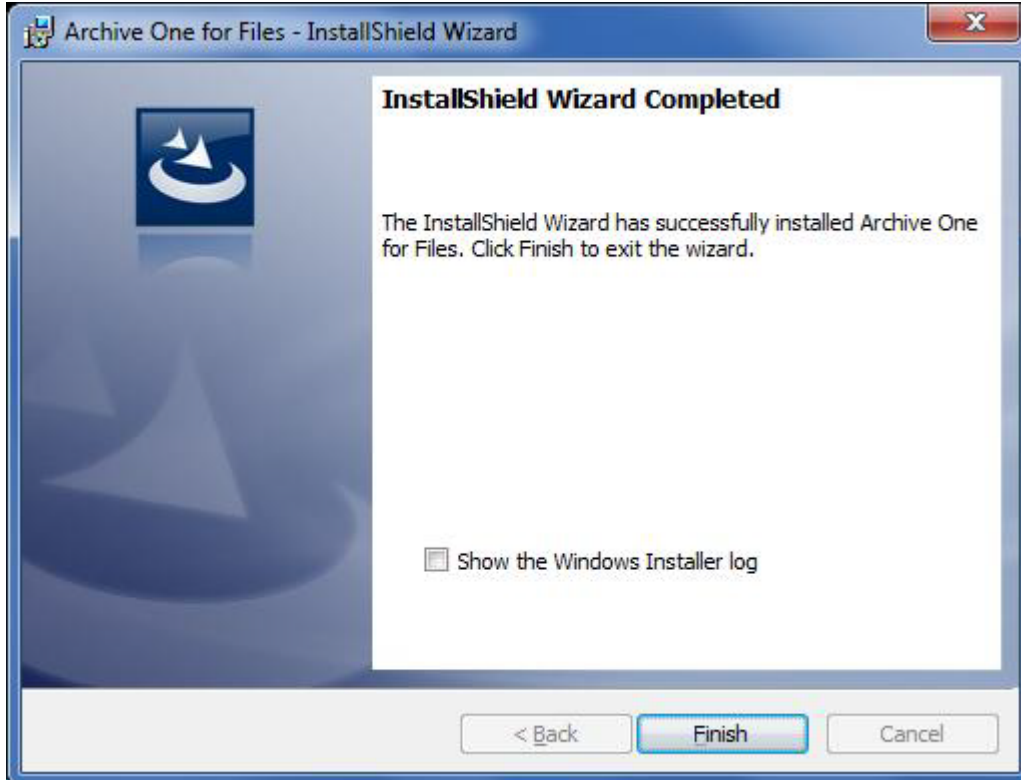 Archive One for Files - InstallShield Wizard
InstallShield Wizard Completed
The InstallShield Wizard has successfully installed Archive One
for Files. Click Finish to exit the wizard.
Show the Windows Installer log
< Back
Finish
Cancel